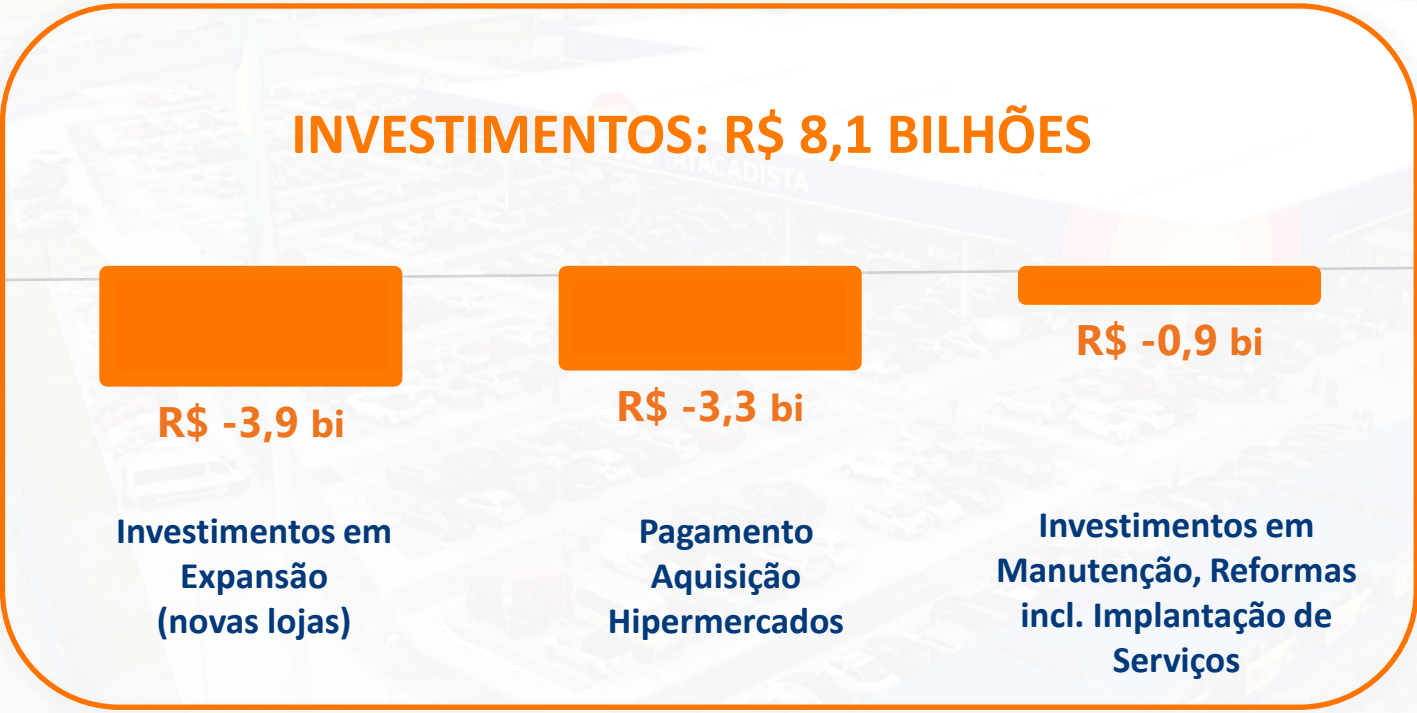 INVESTIMENTOS: R$ 8,1 BILHÕES
ATACADISTA
R$ -3,9 bi
R$ -3,3 bi
R$ -0,9 bi
Investimentos em
Expansão
(novas lojas)
Pagamento
Aquisição
Hipermercados
Investimentos em
Manutenção, Reformas
incl. Implantação de
Serviços